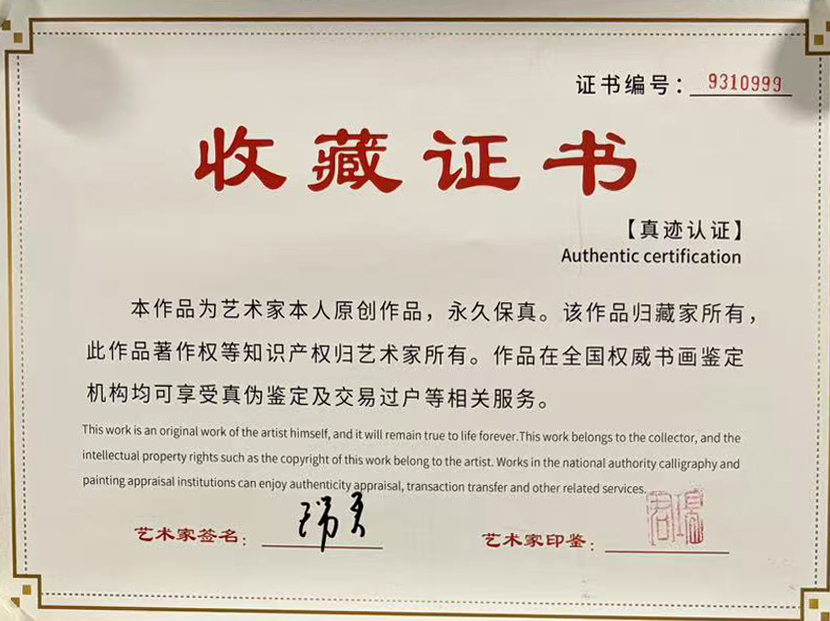 证书编号：9310999
收藏证书
【真迹认证】
Authentic certification
本作品为艺术家本人原创作品，永久保真。该作品归藏家所有，
此作品著作权等知识产权归艺术家所有。作品在全国权威书画鉴定
机构均可享受真伪鉴定及交易过户等相关服务。
This work is an original work of the artist himself, and it will remain true to life forever.This work belongs to the collector, and the
intellectual property rights such as the copyright of this work belong to the artist. Works in the national authority calligraphy and
painting appraisal institutions can enjoy authenticity appraisal, transaction transfer and other related services.
艺术家签名：
艺术家印鉴：